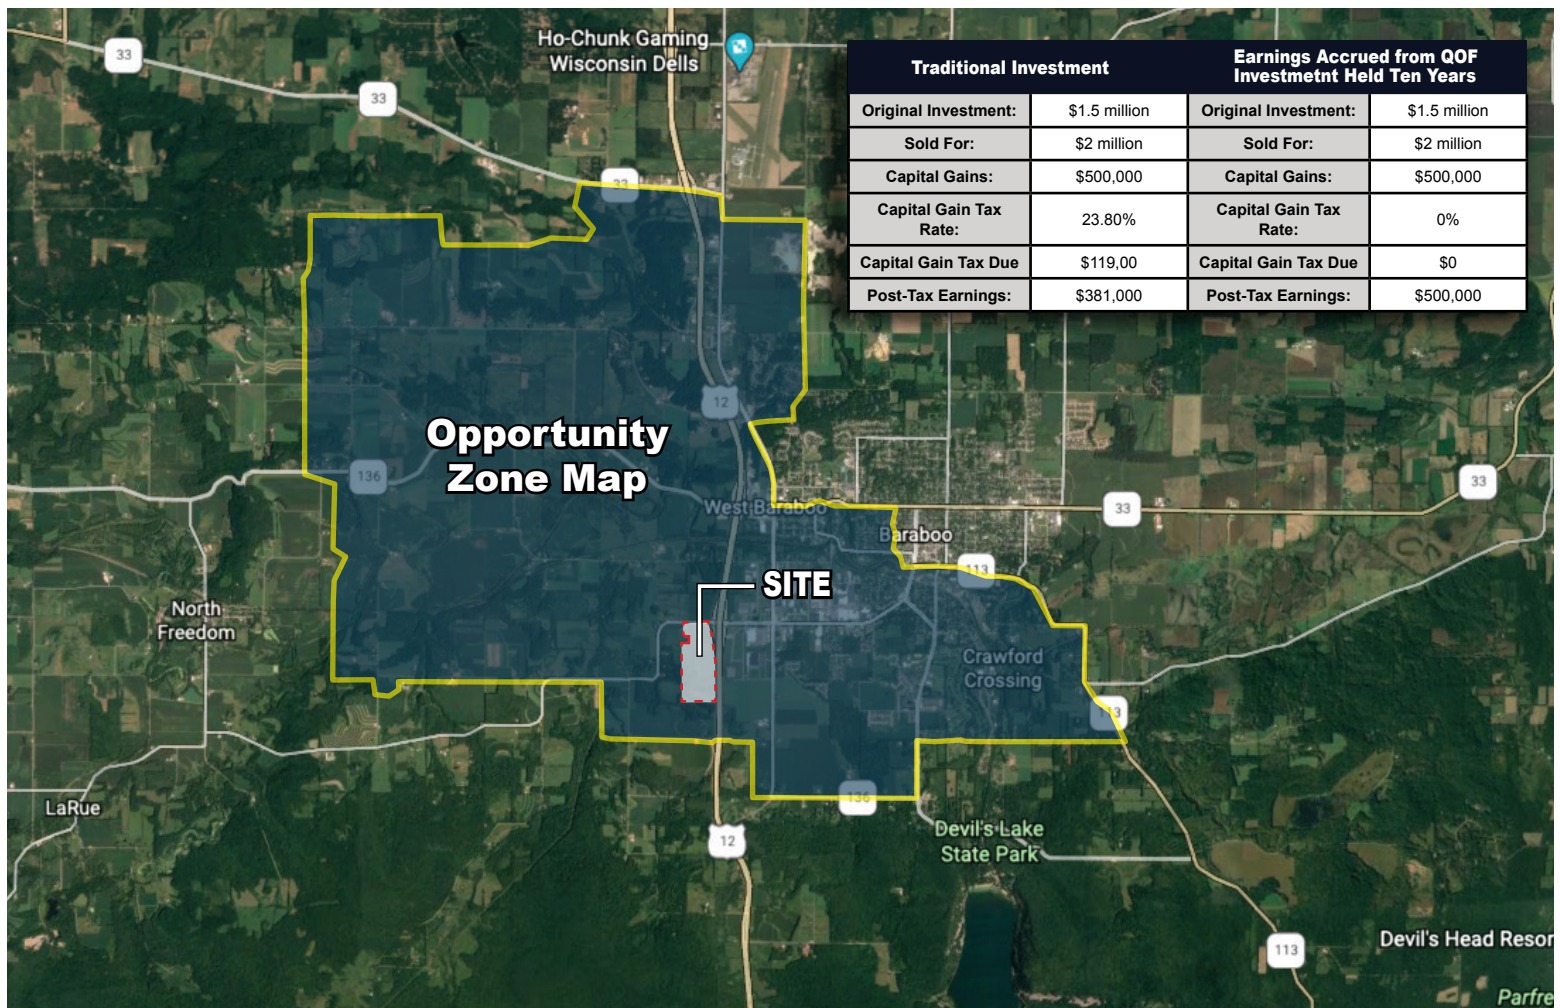 Ho-Chunk Gaming
Wisconsin Dells
33
33
33
Traditional Investment
Earnings Accrued from QOF
Investmetnt Held Ten Years
Original Investment:
$1.5 million
Original Investment:
$1.5 million
Sold For:
$2 million
Sold For:
$2 million
Capital Gains:
$500,000
Capital Gains:
$500,000
Capital Gain Tax
Rate:
23.80%
Capital Gain Tax
Rate:
0%
Capital Gain Tax Due
$119,00
Capital Gain Tax Due
$0
Post-Tax Earnings:
$381,000
Post-Tax Earnings:
$500,000
12
Opportunity
Zone Map
136
33
West Baraboo
33
Baraboo
113
SITE
North
Freedom
Crawford
Crossing
113
136
LaRue
12
Devil's Lake
State Park
113
Devil's Head Resor
Parfre